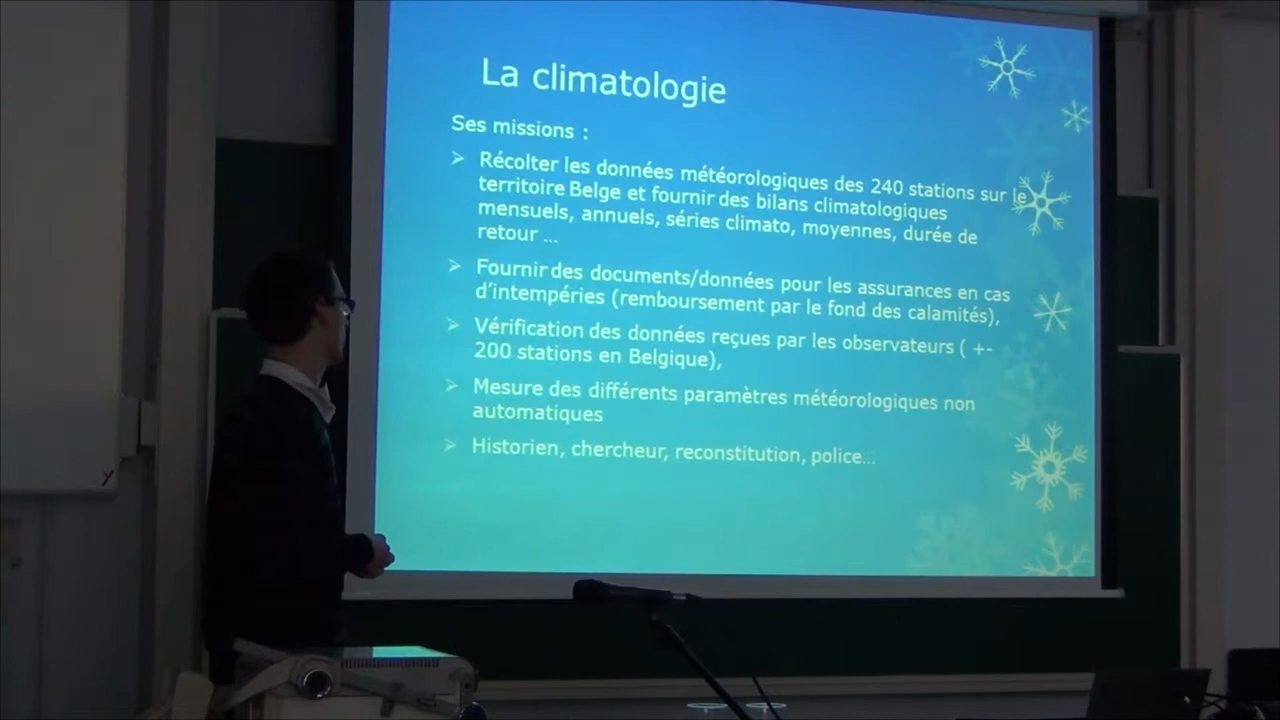 La climatologie
Ses missions :
➢ Récolter les données météorologiques des 240 stations sur le
territoire Belge et fournir des bilans climatologiques
mensuels, annuels, séries climato, moyennes, durée de
retour ...
➢ Fournir des documents/données pour les assurances en cas
d'intempéries (remboursement par le fond des calamités),
➢ Vérification des données reçues par les observateurs ( +-
200 stations en Belgique),
➢ Mesure des différents paramètres météorologiques non
automatiques
➢ Historien, chercheur, reconstitution, police...